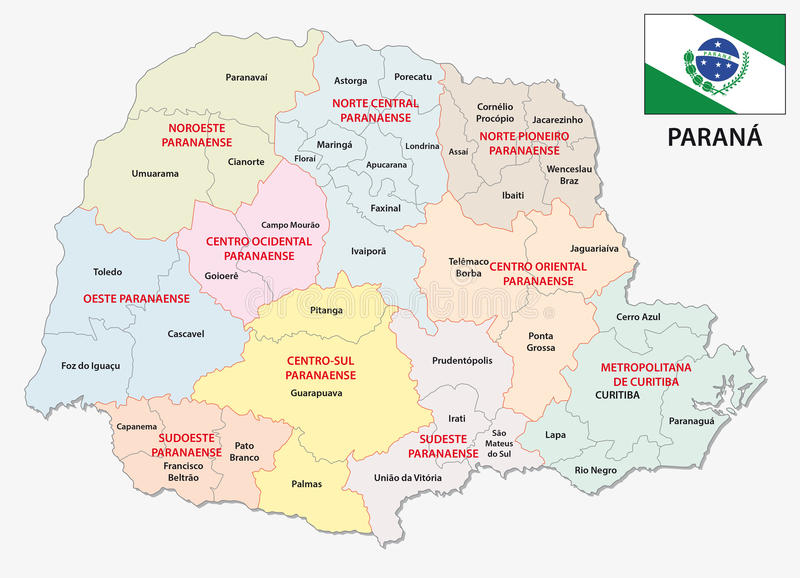 PARANÁ
PARANÁ
Paranavaí
Astorga
Porecatu
NORTE CENTRAL
PARANAENSE
Cornélio
Procópio
Jacarezinho
NOROESTE
PARANAENSE
Maringá
Londrina
Assaí
NORTE PIONEIRO
PARANAENSE
Floraí
Apucarana
Cianorte
Umuarama
Wenceslau
Braz
Ibaiti
Faxinal
Campo Mourão
CENTRO OCIDENTAL
PARANAENSE
Ivaiporã
Jaguariaíva
Telêmaco
Borba
CENTRO ORIENTAL
PARANAENSE
Goioerê
Toledo
OESTE PARANAENSE
Pitanga
Cerro Azul
Cascavel
Ponta
Grossa
Foz do Iguaçu
CENTRO-SUL
PARANAENSE
Guarapuava
Prudentópolis
METROPOLITANA
DE CURITIBA
CURITIBA
Capanema
SUDOESTE
PARANAENSE
Pato
Branco
Irati
SUDESTE
PARANAENSE
São
Mateus
do Sul
Lapa
Paranaguá
Francisco
Beltrão
Palmas
União da Vitória
Rio Negro
dreamstime